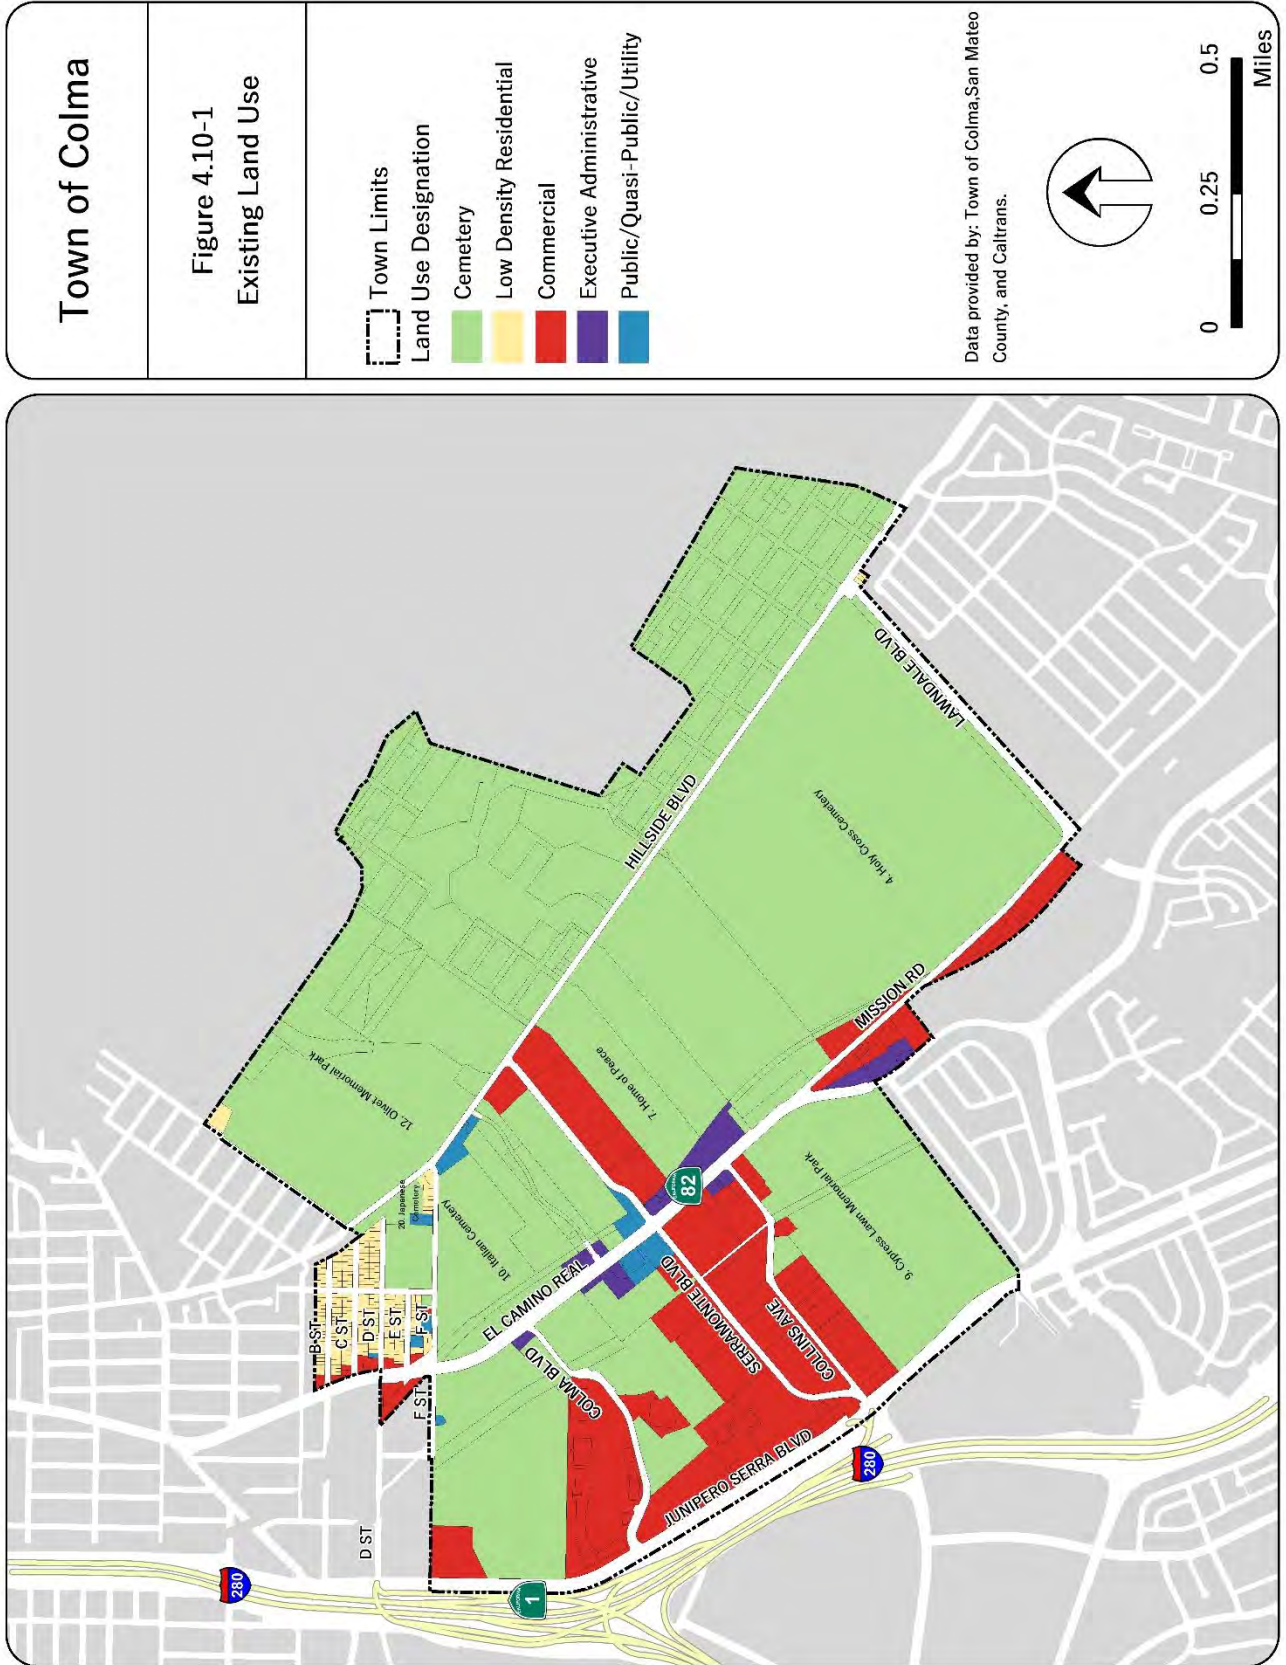 Town of Colma
Figure 4.10-1
Existing Land Use
Town Limits
Land Use Designation
Cemetery
Low Density Residential
Commercial
Executive Administrative
Public/Quasi-Public/Utility
Data provided by: Town of Colma,San Mateo
County, and Caltrans.
0 0.25 0.5
Miles
B ST
C ST
D ST
E ST
F ST
F ST
D ST
280
CALIFORNIA
1
280
CALIFORNIA
82
EL CAMINO REAL
COLMA BLVD
SERRAMONTE BLVD
COLLINS AVE
JUNIPERO SERRA BLVD
HILLSIDE BLVD
LAWNDALE BLVD
MISSION RD
12. Olivet Memorial Park
20. Japanese
Cemetery
10. Italian Cemetery
7. Home of Peace
4. Holy Cross Cemetery
9. Cypress Lawn Memorial Park